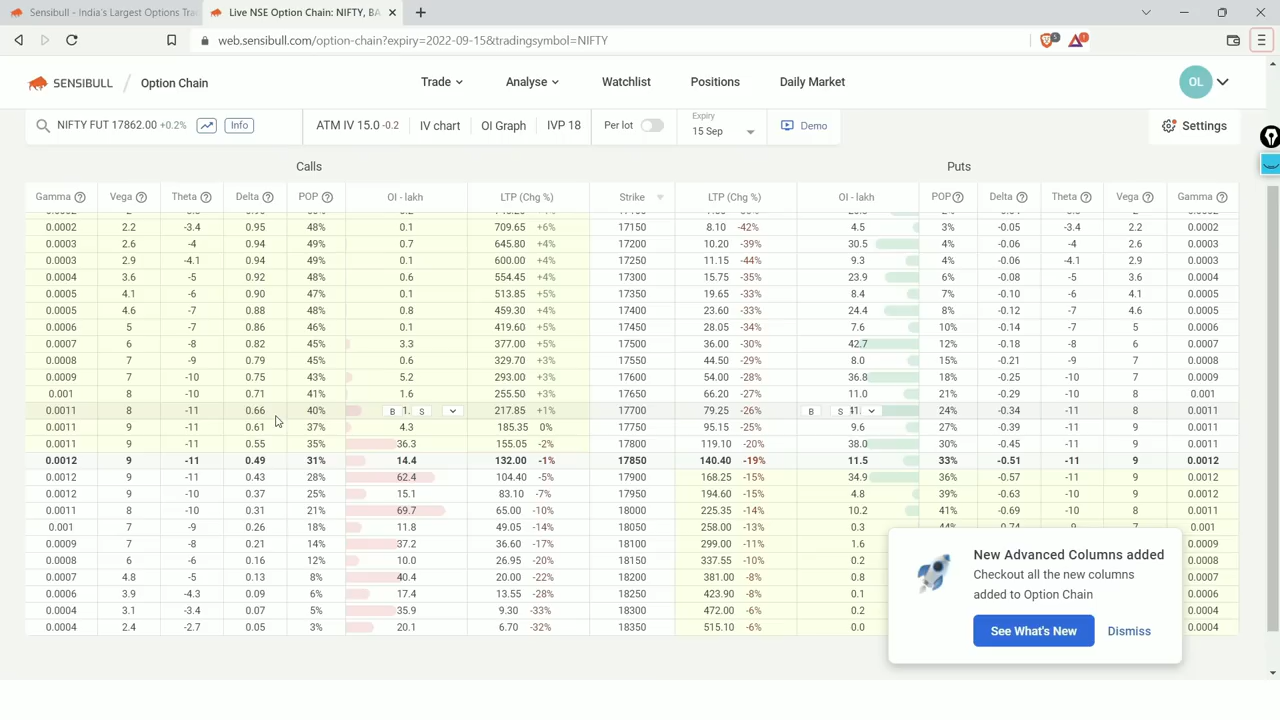 Sensibull - India's Largest Options Tra
Live NSE Option Chain: NIFTY, BA
web.sensibull.com/option-chain?expiry=2022-09-15&tradingsymbol=NIFTY
SENSIBULL / Option Chain Trade Analyse Watchlist Positions Daily Market OL
NIFTY FUT 17862.00 +0.2% Info ATM IV 15.0 -0.2 IV chart OI Graph IVP 18 Per lot Expiry 15 Sep Demo Settings
Calls Puts
Gamma Vega Theta Delta POP OI - lakh LTP (Chg %) Strike LTP (Chg %) OI - lakh POP Delta Theta Vega Gamma
0.0002 2.2 -3.4 0.95 48% 0.1 709.65 +6% 17150 8.10 -42% 4.5 3% -0.05 -3.4 2.2 0.0002
0.0003 2.6 -4 0.94 49% 0.7 645.80 +4% 17200 10.20 -39% 30.5 4% -0.06 -4 2.6 0.0003
0.0003 2.9 -4.1 0.94 49% 0.1 600.00 +4% 17250 11.15 -44% 9.3 4% -0.06 -4.1 2.9 0.0003
0.0004 3.6 -5 0.92 48% 0.6 554.45 +4% 17300 15.75 -35% 23.9 6% -0.08 -5 3.6 0.0004
0.0005 4.1 -6 0.90 47% 0.1 513.85 +5% 17350 19.65 -33% 8.4 7% -0.10 -6 4.1 0.0005
0.0005 4.6 -7 0.88 48% 0.8 459.30 +4% 17400 23.60 -33% 24.4 8% -0.12 -7 4.6 0.0005
0.0006 5 -7 0.86 46% 0.1 419.60 +5% 17450 28.05 -34% 7.6 10% -0.14 -7 5 0.0006
0.0007 6 -8 0.82 45% 3.3 377.00 +5% 17500 36.00 -30% 42.7 12% -0.18 -8 6 0.0007
0.0008 7 -9 0.79 45% 0.6 329.70 +3% 17550 44.50 -29% 8.0 15% -0.21 -9 7 0.0008
0.0009 7 -10 0.75 43% 5.2 293.00 +3% 17600 54.00 -28% 36.8 18% -0.25 -10 7 0.0009
0.001 8 -10 0.71 41% 1.6 255.50 +3% 17650 66.20 -27% 11.0 21% -0.29 -10 8 0.001
0.0011 8 -11 0.66 40% B S 217.85 +1% 17700 79.25 -26% B S 24% -0.34 -11 8 0.0011
0.0011 9 -11 0.61 37% 4.3 185.35 0% 17750 95.15 -25% 9.6 27% -0.39 -11 9 0.0011
0.0011 9 -11 0.55 35% 36.3 155.05 -2% 17800 119.10 -20% 38.0 30% -0.45 -11 9 0.0011
0.0012 9 -11 0.49 31% 14.4 132.00 -1% 17850 140.40 -19% 11.5 33% -0.51 -11 9 0.0012
0.0012 9 -11 0.43 28% 62.4 104.40 -5% 17900 168.25 -15% 34.9 36% -0.57 -11 9 0.0012
0.0012 9 -10 0.37 25% 15.1 83.10 -7% 17950 194.60 -15% 4.8 39% -0.63 -10 9 0.0012
0.0011 8 -10 0.31 21% 69.7 65.00 -10% 18000 225.35 -14% 10.2 41% -0.69 -10 8 0.0011
0.001 7 -9 0.26 18% 11.8 49.05 -14% 18050 258.00 -13% 0.3 0.001
0.0009 7 -8 0.21 14% 37.2 36.60 -17% 18100 299.00 -11% 1.6 0.0009
0.0008 6 -6 0.16 12% 10.0 26.95 -20% 18150 337.55 -10% 0.2 0.0008
0.0007 4.8 -5 0.13 8% 40.4 20.00 -22% 18200 381.00 -8% 0.8 0.0007
0.0006 3.9 -4.3 0.09 6% 17.4 13.55 -28% 18250 423.90 -8% 0.1 0.0006
0.0004 3.1 -3.4 0.07 5% 35.9 9.30 -33% 18300 472.00 -6% 0.2 0.0004
0.0004 2.4 -2.7 0.05 3% 20.1 6.70 -32% 18350 515.10 -6% 0.0 0.0004
New Advanced Columns added
Checkout all the new columns
added to Option Chain
See What's New Dismiss